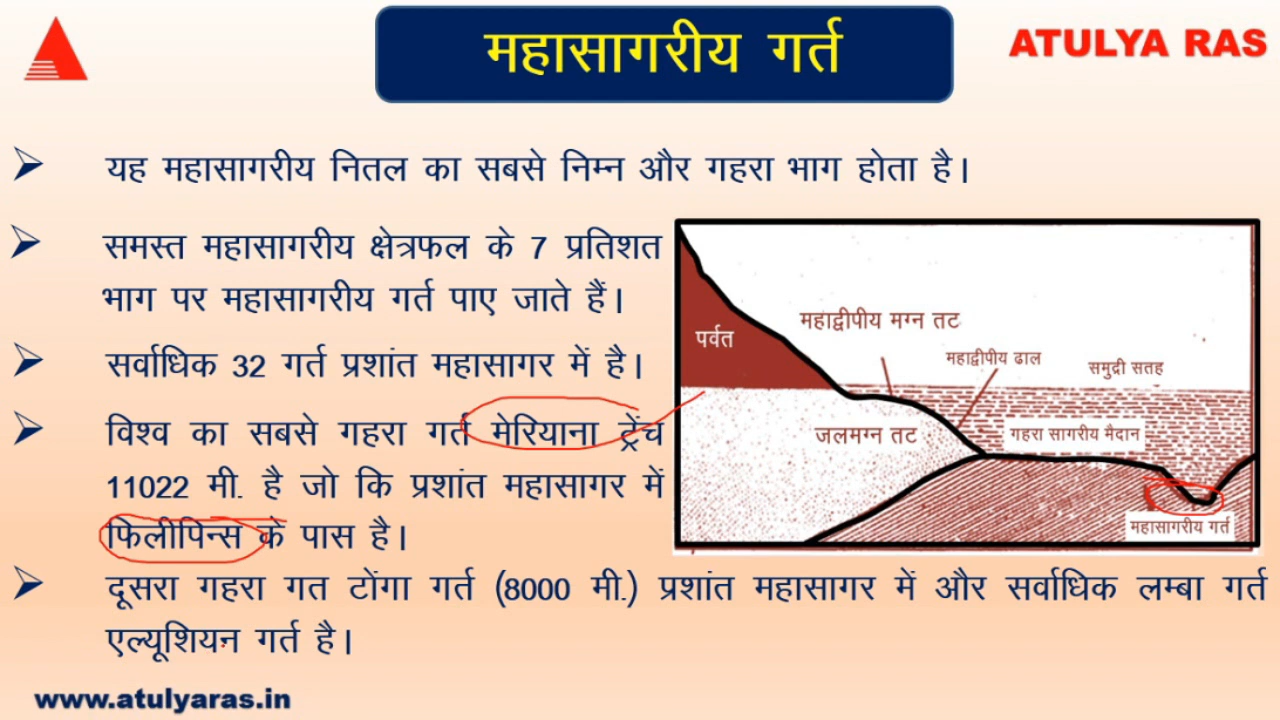 महासागरीय गर्त
ATULYA RAS
यह महासागरीय नितल का सबसे निम्न और गहरा भाग होता है।
समस्त महासागरीय क्षेत्रफल के 7 प्रतिशत
भाग पर महासागरीय गर्त पाए जाते हैं।
सर्वाधिक 32 गर्त प्रशांत महासागर में है।
विश्व का सबसे गहरा गर्त मेरियाना ट्रेंच
11022 मी. है जो कि प्रशांत महासागर में
फिलीपिन्स के पास है।
पर्वत
महाद्वीपीय मग्न तट
महाद्वीपीय ढाल
समुद्री सतह
जलमग्न तट
गहरा सागरीय मैदान
महासागरीय गर्त
दूसरा गहरा गत टोंगा गर्त (8000 मी.) प्रशांत महासागर में और सर्वाधिक लम्बा गर्त
एल्यूशियऩ गर्त है।
www.atulyaras.in